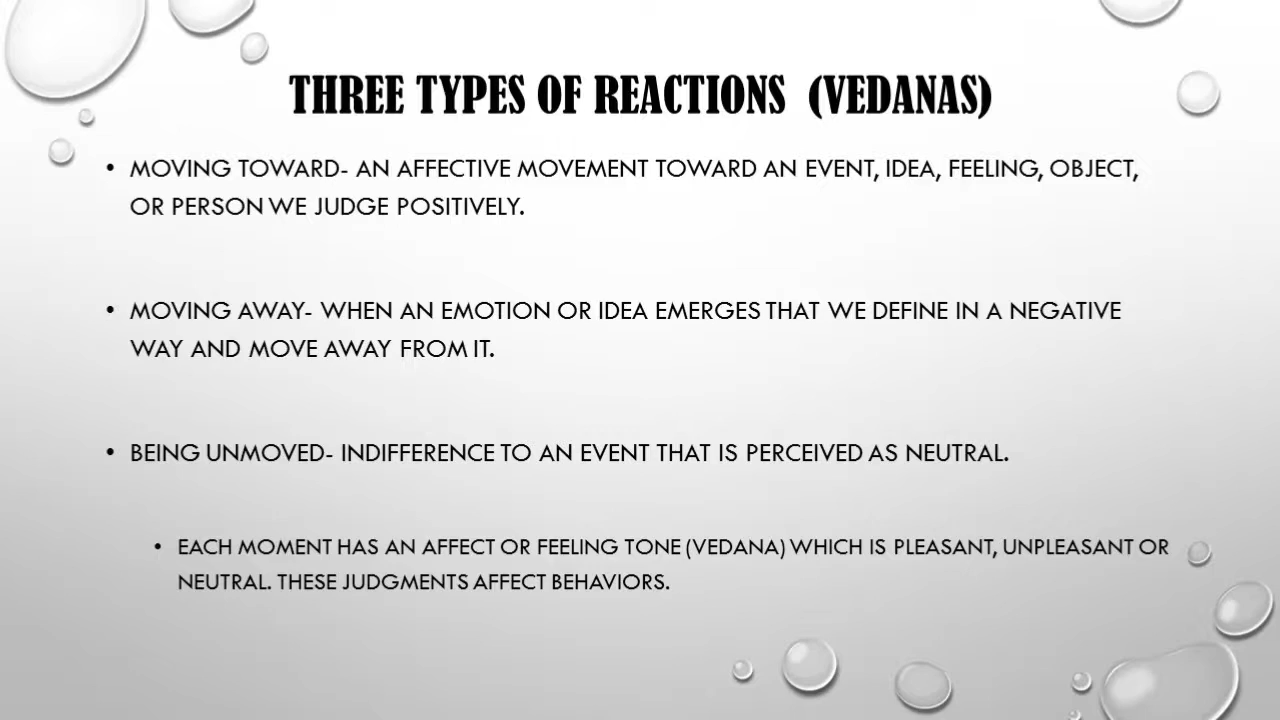 THREE TYPES OF REACTIONS (VEDANAS)
• MOVING TOWARD- AN AFFECTIVE MOVEMENT TOWARD AN EVENT, IDEA, FEELING, OBJECT,
OR PERSON WE JUDGE POSITIVELY.
• MOVING AWAY- WHEN AN EMOTION OR IDEA EMERGES THAT WE DEFINE IN A NEGATIVE
WAY AND MOVE AWAY FROM IT.
• BEING UNMOVED- INDIFFERENCE TO AN EVENT THAT IS PERCEIVED AS NEUTRAL.
• EACH MOMENT HAS AN AFFECT OR FEELING TONE (VEDANA) WHICH IS PLEASANT, UNPLEASANT OR
NEUTRAL. THESE JUDGMENTS AFFECT BEHAVIORS.